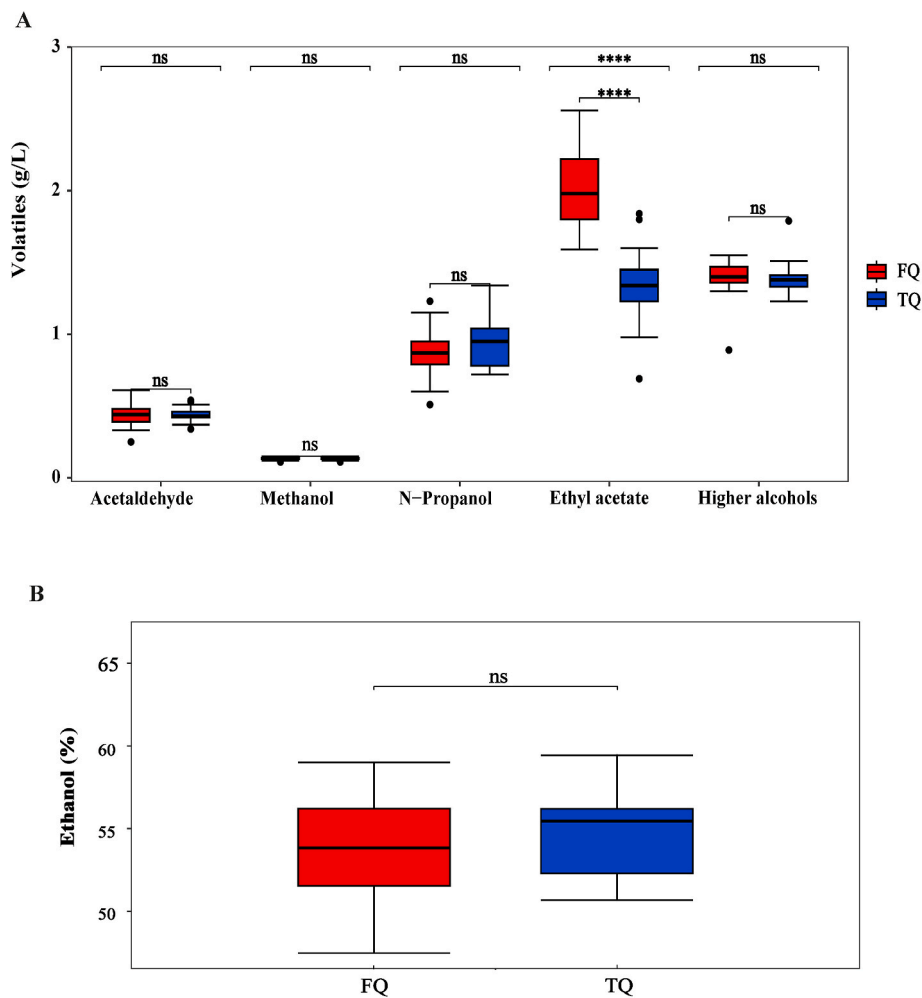 A
3
ns ns ns **** ns
****
Volatiles (g/L)
2
ns
FQ
TQ
ns
1
ns
ns
0
Acetaldehyde Methanol N−Propanol Ethyl acetate Higher alcohols
B
65
ns
Ethanol (%)
60
55
50
FQ TQ